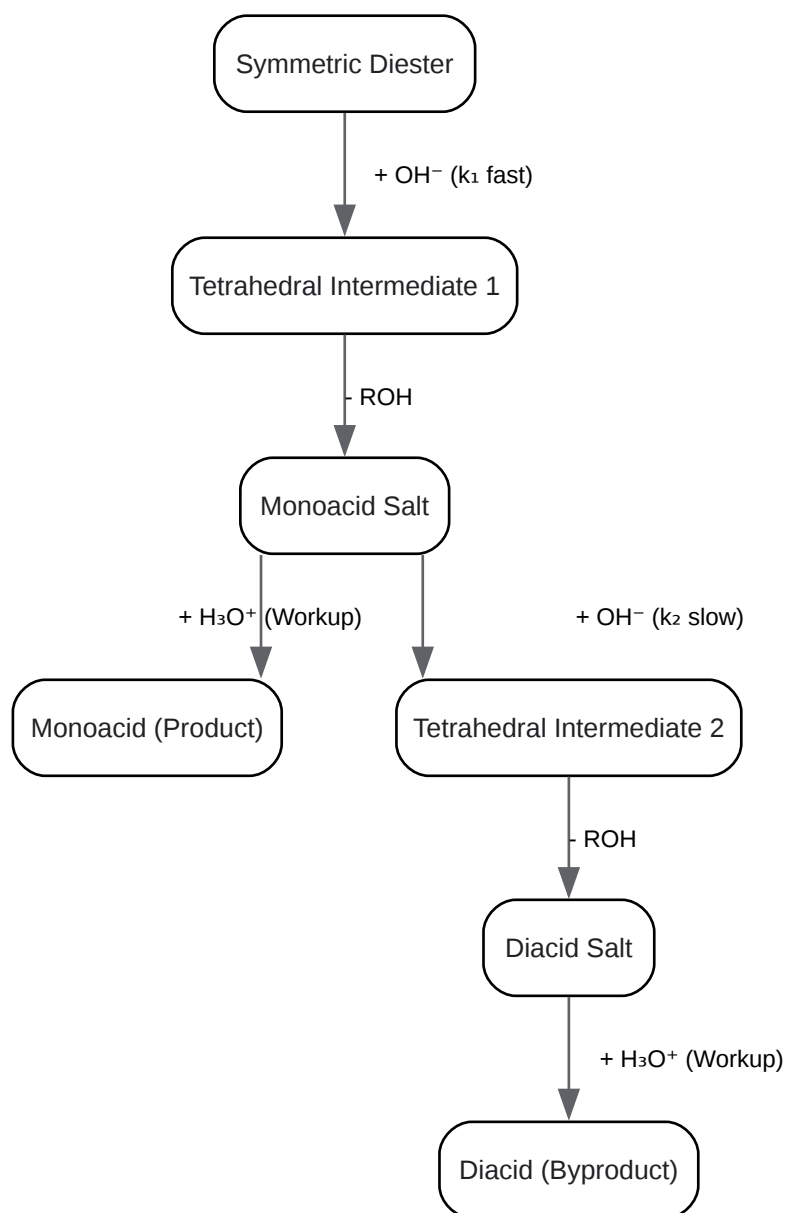 Symmetric Diester
+ OH⁻ (k₁ fast)
Tetrahedral Intermediate 1
- ROH
Monoacid Salt
+ H₃O⁺ (Workup)
+ OH⁻ (k₂ slow)
Monoacid (Product)
Tetrahedral Intermediate 2
- ROH
Diacid Salt
+ H₃O⁺ (Workup)
Diacid (Byproduct)